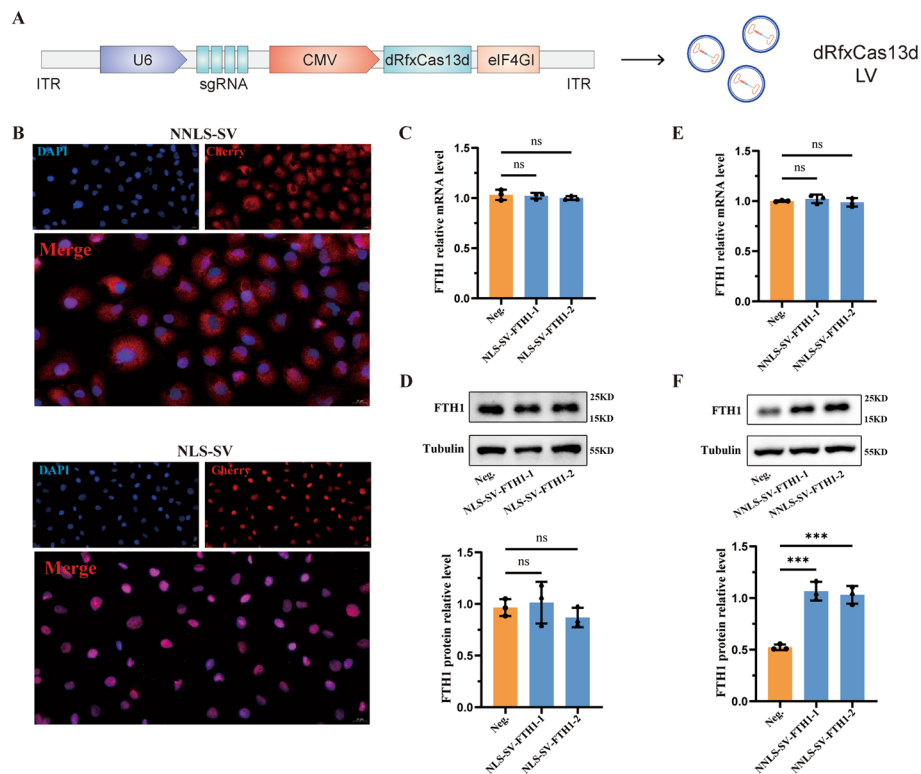 A
U6
CMV
dRfxCas13d
eIF4GI
ITR
sgRNA
ITR
dRfxCas13d
LV
B
NNLS-SV
DAPI
Cherry
Merge
NLS-SV
DAPI
Cherry
Merge
C
FTH1 relative mRNA level
1.5
1.0
0.5
0.0
ns
ns
Neg.
NLS-SV-FTH1-1
NLS-SV-FTH1-2
E
FTH1 relative mRNA level
1.5
1.0
0.5
0.0
ns
ns
Neg.
NNLS-SV-FTH1-1
NNLS-SV-FTH1-2
D
FTH1
25KD
15KD
Tubulin
55KD
Neg.
NLS-SV-FTH1-1
NLS-SV-FTH1-2
FTH1 protein relative level
1.5
1.0
0.5
0.0
ns
ns
Neg.
NLS-SV-FTH1-1
NLS-SV-FTH1-2
F
FTH1
25KD
15KD
Tubulin
55KD
Neg.
NNLS-SV-FTH1-1
NNLS-SV-FTH1-2
FTH1 protein relative level
1.5
1.0
0.5
0.0
***
***
Neg.
NNLS-SV-FTH1-1
NNLS-SV-FTH1-2